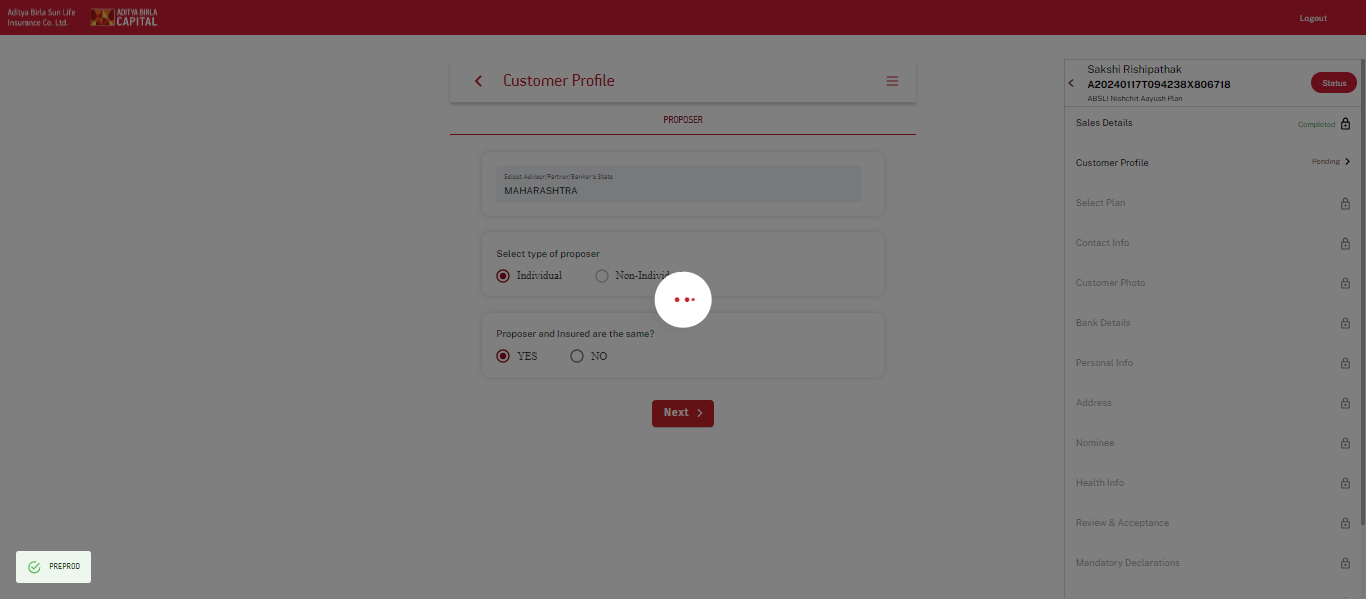 Aditya Birla Sun Life
Insurance Co. Ltd.
ADITYA BIRLA
CAPITAL
Logout
Customer Profile
PROPOSER
Select Advisor/Partner/Banker's State
MAHARASHTRA
Select type of proposer
Individual
Non-Individ
Proposer and Insured are the same?
YES
NO
Next
PREPROD
Sakshi Rishipathak
A20240117T094238X806718
ABSLI Nishchit Aayush Plan
Status
Sales Details
Completed
Customer Profile
Pending
Select Plan
Contact Info
Customer Photo
Bank Details
Personal Info
Address
Nominee
Health Info
Review & Acceptance
Mandatory Declarations